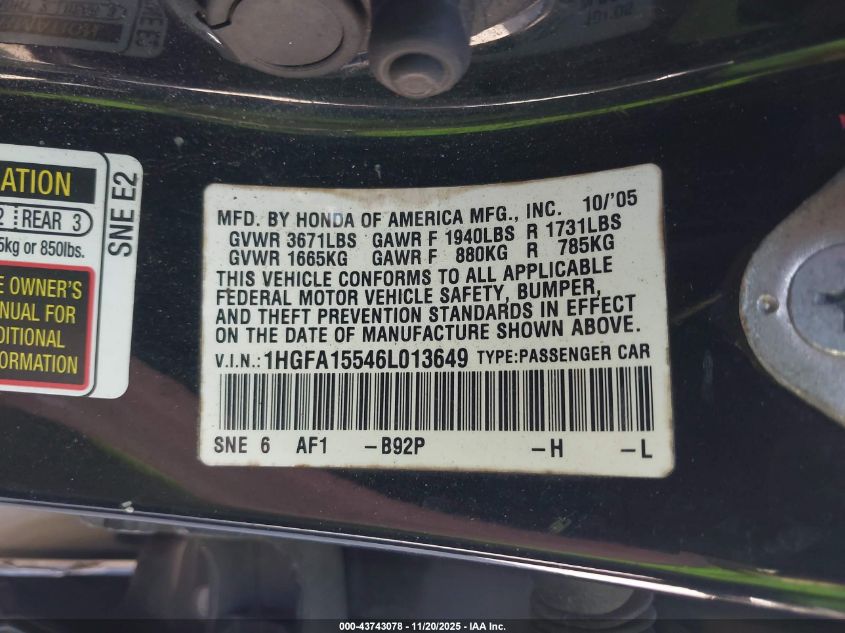 ATION
2 REAR 3
5kg or 850lbs.
E OWNER'S
ANUAL FOR
DITIONAL
FORMATION
SNE E2
MFD. BY HONDA OF AMERICA MFG., INC. 10/'05
GVWR 3671LBS GAWR F 1940LBS R 1731LBS
GVWR 1665KG GAWR F 880KG R 785KG
THIS VEHICLE CONFORMS TO ALL APPLICABLE
FEDERAL MOTOR VEHICLE SAFETY, BUMPER,
AND THEFT PREVENTION STANDARDS IN EFFECT
ON THE DATE OF MANUFACTURE SHOWN ABOVE.
V.I.N.: 1HGFA15546L013649 TYPE:PASSENGER CAR
SNE 6 AF1 -B92P -H -L
000-43743078 - 11/20/2025 - IAA Inc.